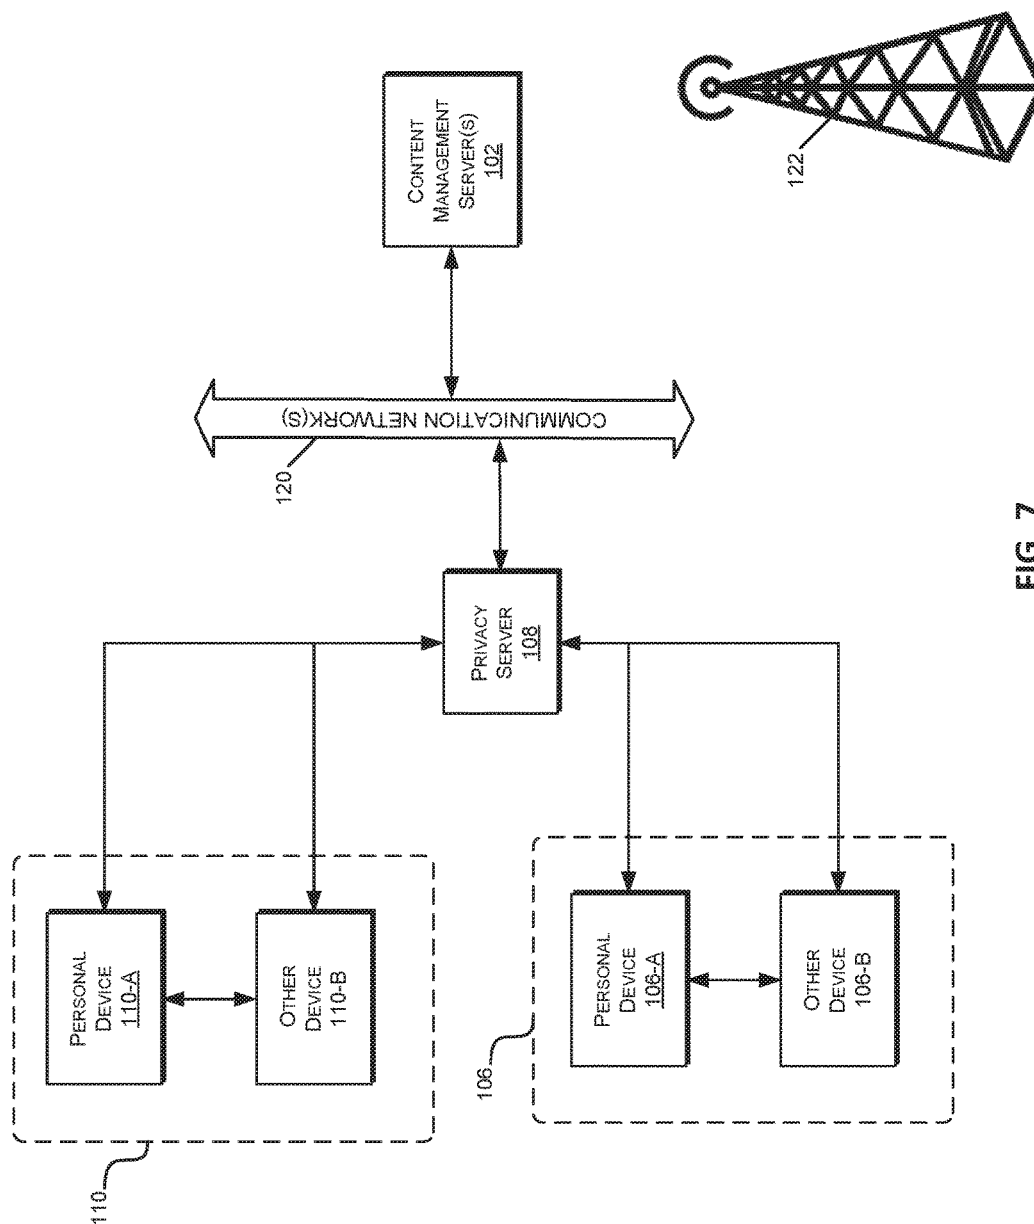 110
PERSONAL
DEVICE
110-A
OTHER
DEVICE
110-B
106
PERSONAL
DEVICE
106-A
OTHER
DEVICE
106-B
PRIVACY
SERVER
108
120
COMMUNICATION NETWORK(S)
CONTENT
MANAGEMENT
SERVER(S)
102
122
FIG. 7